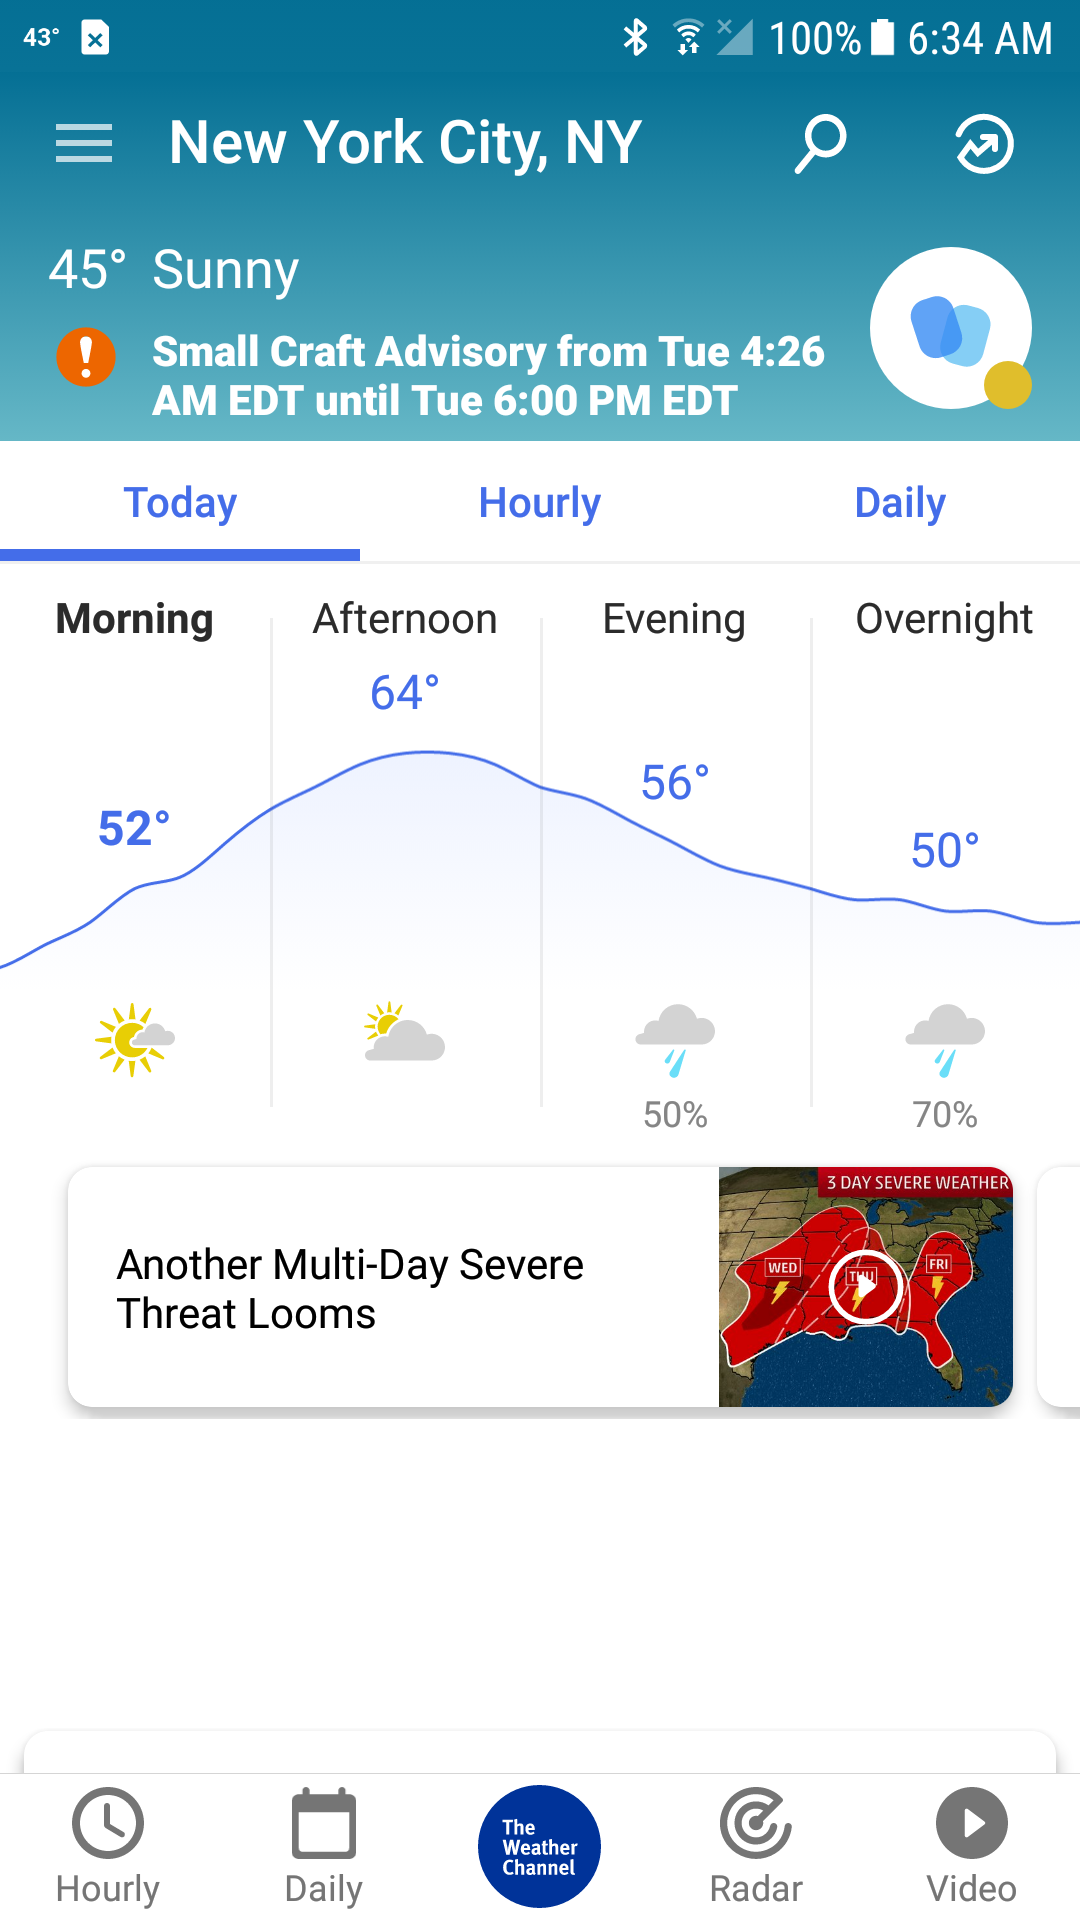 43°
100%
6:34 AM
New York City, NY
45° Sunny
Small Craft Advisory from Tue 4:26
AM EDT until Tue 6:00 PM EDT
Today
Hourly
Daily
Morning
Afternoon
Evening
Overnight
52°
64°
56°
50°
50%
70%
Another Multi-Day Severe
Threat Looms
3 DAY SEVERE WEATHER
WED
THU
FRI
Hourly
Daily
The
Weather
Channel
Radar
Video